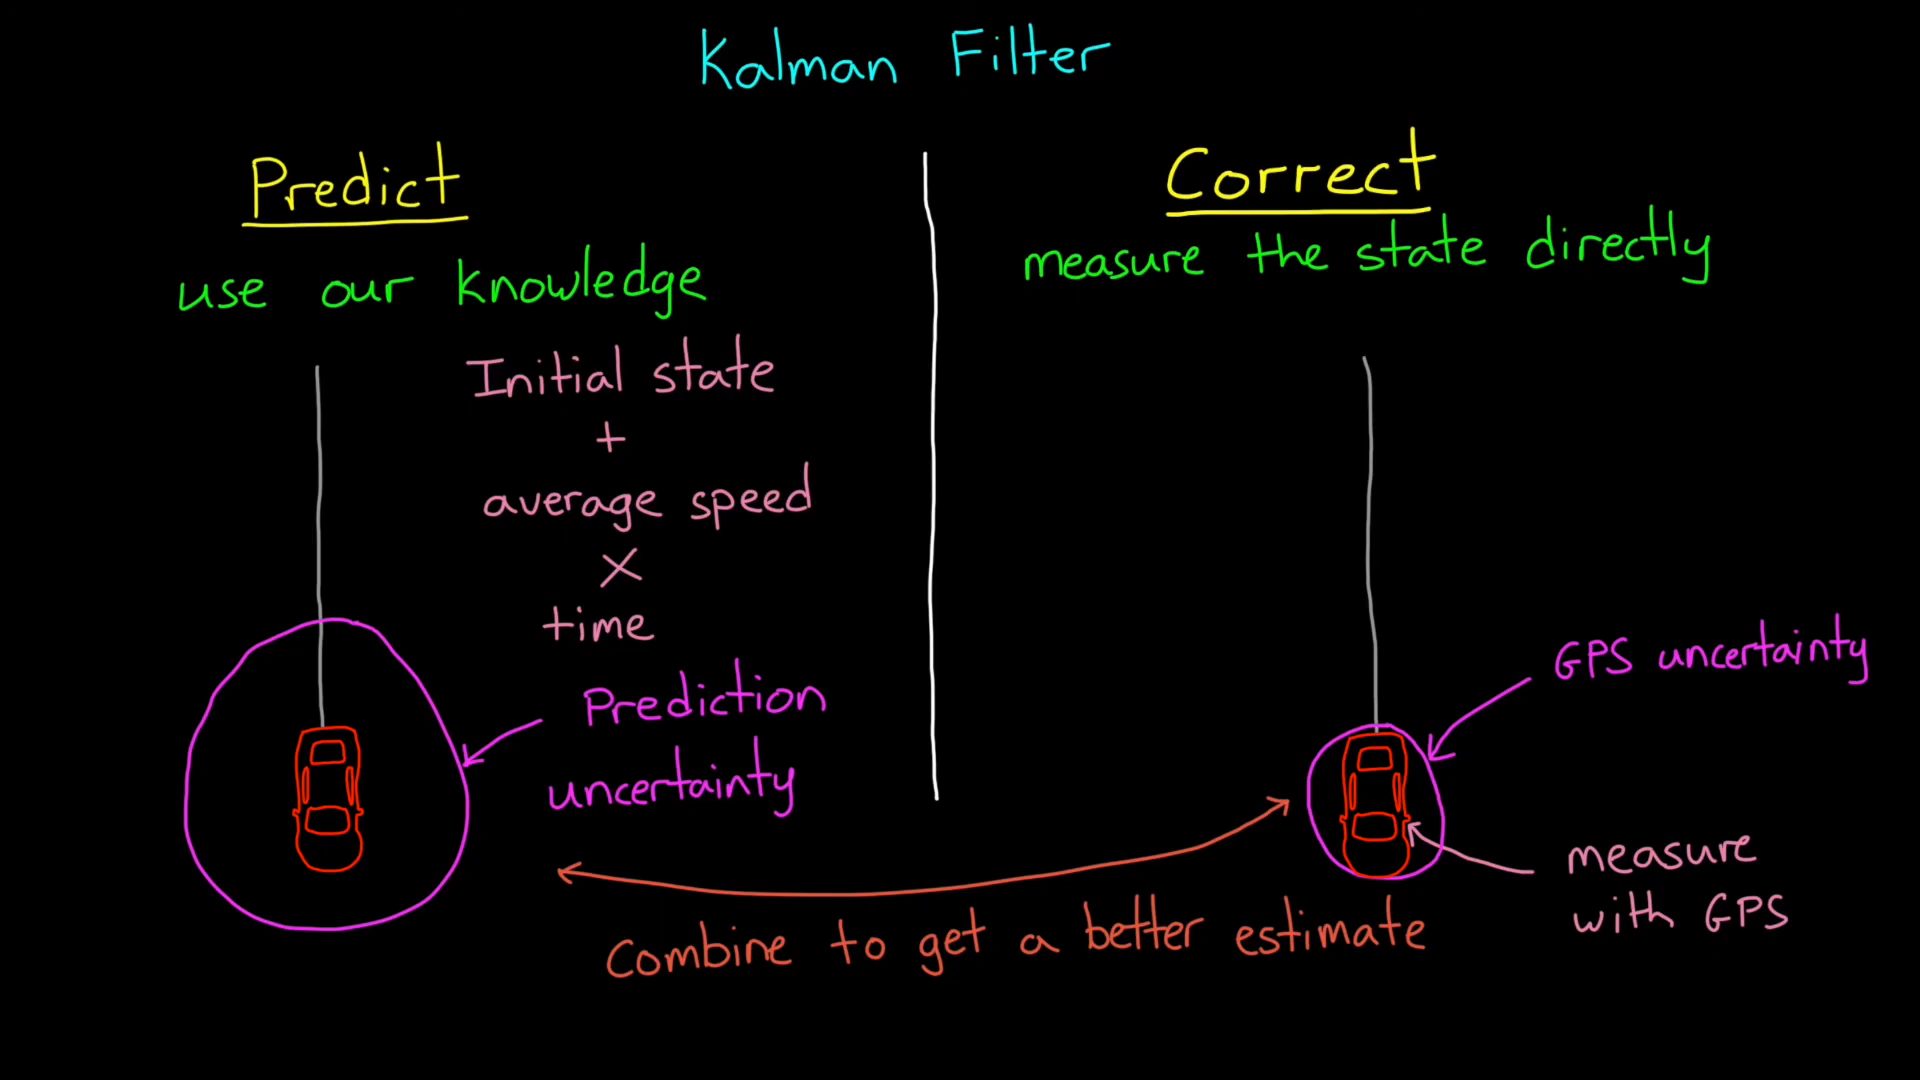 Kalman Filter
Predict
use our knowledge
Initial state
+
average speed
×
time
Prediction
uncertainty
Correct
measure the state directly
GPS uncertainty
measure
with GPS
Combine to get a better estimate